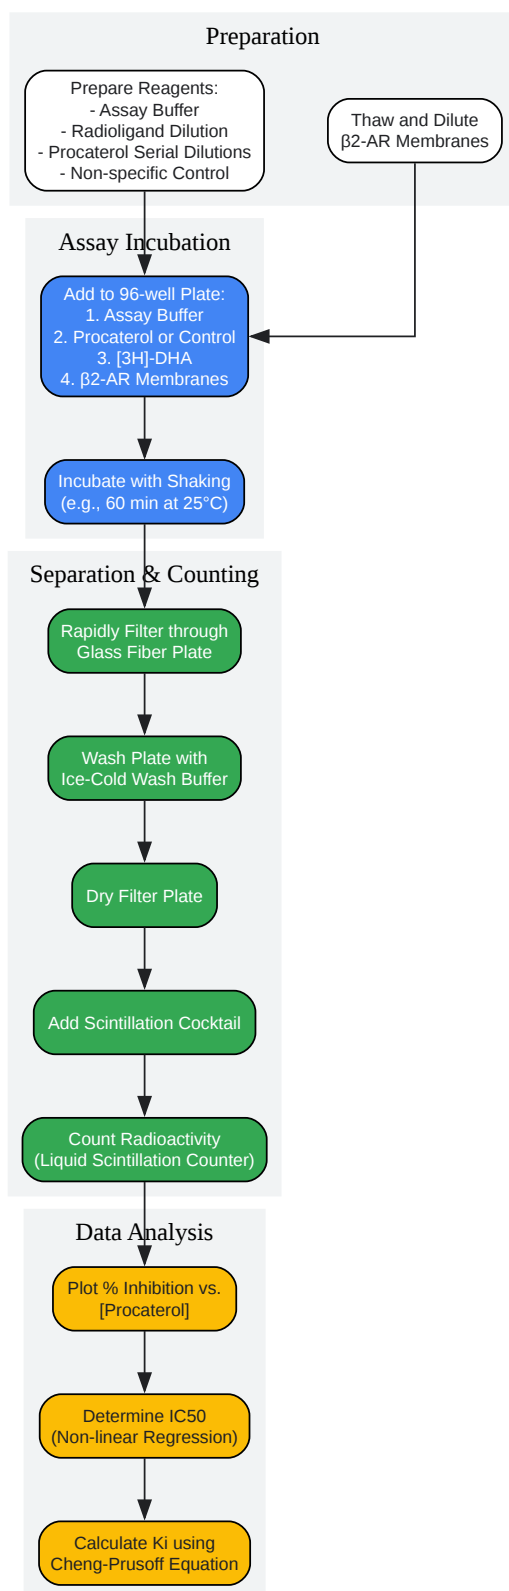 Preparation
Prepare Reagents:
- Assay Buffer
- Radioligand Dilution
- Procaterol Serial Dilutions
- Non-specific Control
Thaw and Dilute
β2-AR Membranes
Assay Incubation
Add to 96-well Plate:
1. Assay Buffer
2. Procaterol or Control
3. [3H]-DHA
4. β2-AR Membranes
Incubate with Shaking
(e.g., 60 min at 25°C)
Separation & Counting
Rapidly Filter through
Glass Fiber Plate
Wash Plate with
Ice-Cold Wash Buffer
Dry Filter Plate
Add Scintillation Cocktail
Count Radioactivity
(Liquid Scintillation Counter)
Data Analysis
Plot % Inhibition vs.
[Procaterol]
Determine IC50
(Non-linear Regression)
Calculate Ki using
Cheng-Prusoff Equation